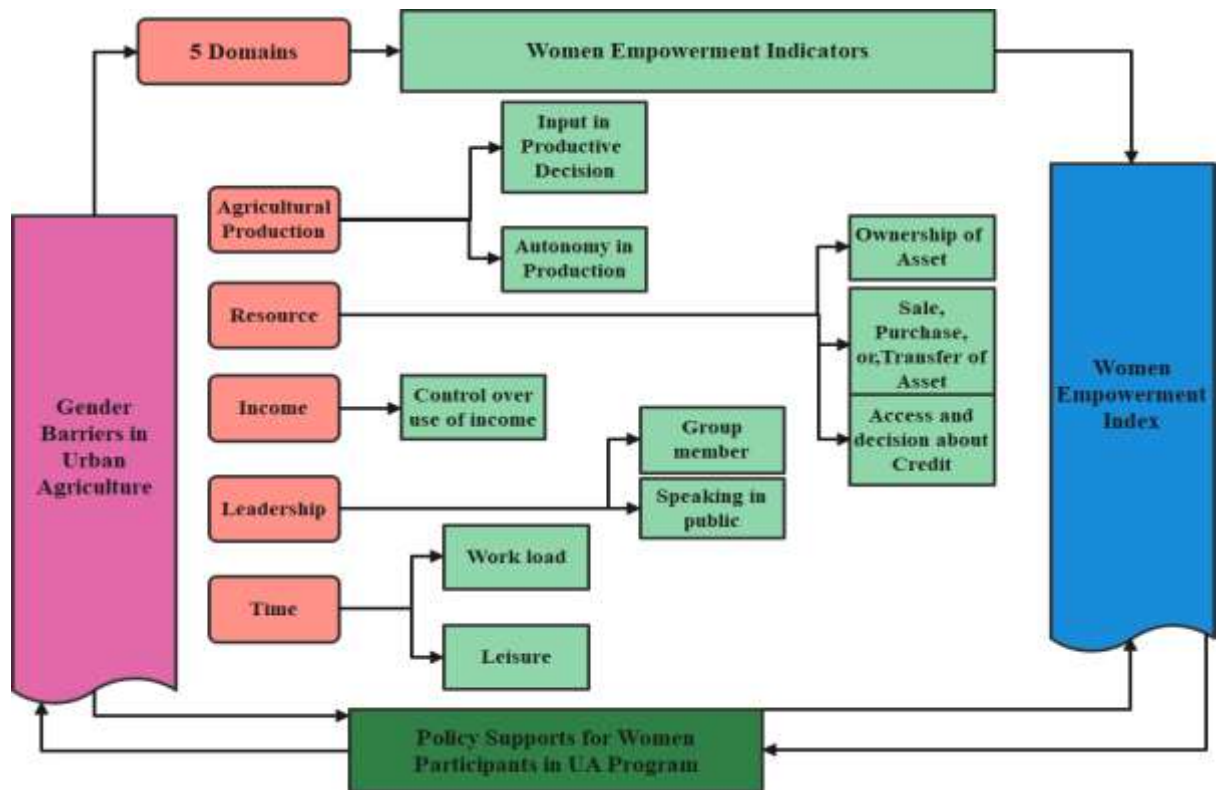 5 Domains
Women Empowerment Indicators
Input in
Productive
Decision
Agricultural
Production
Autonomy in
Production
Ownership of
Asset
Resource
Sale,
Purchase,
or,Transfer of
Asset
Income
Control over
use of income
Access and
decision about
Credit
Group
member
Leadership
Speaking in
public
Work load
Time
Leisure
Gender
Barriers in
Urban
Agriculture
Women
Empowerment
Index
Policy Supports for Women
Participants in UA Program